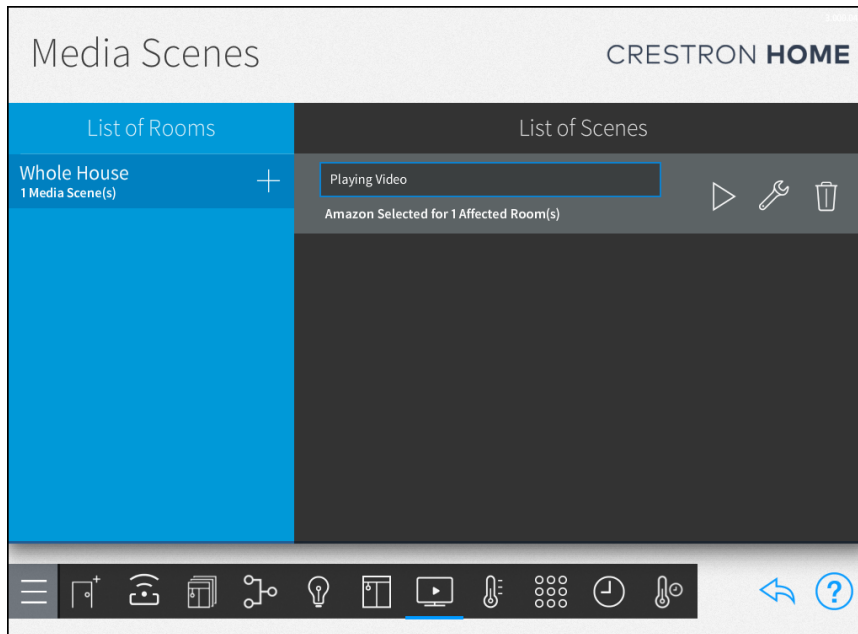 Media Scenes
CRESTRON HOME
List of Rooms
List of Scenes
Whole House
1 Media Scene(s)
Playing Video
Amazon Selected for 1 Affected Room(s)
?